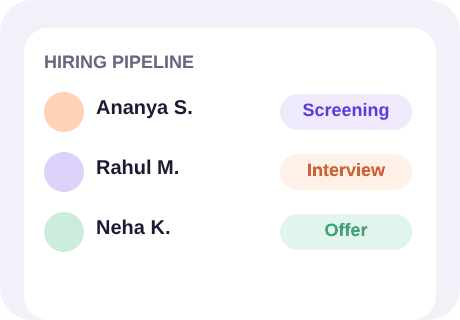 HIRING PIPELINE
Ananya S. Screening
Rahul M. Interview
Neha K. Offer